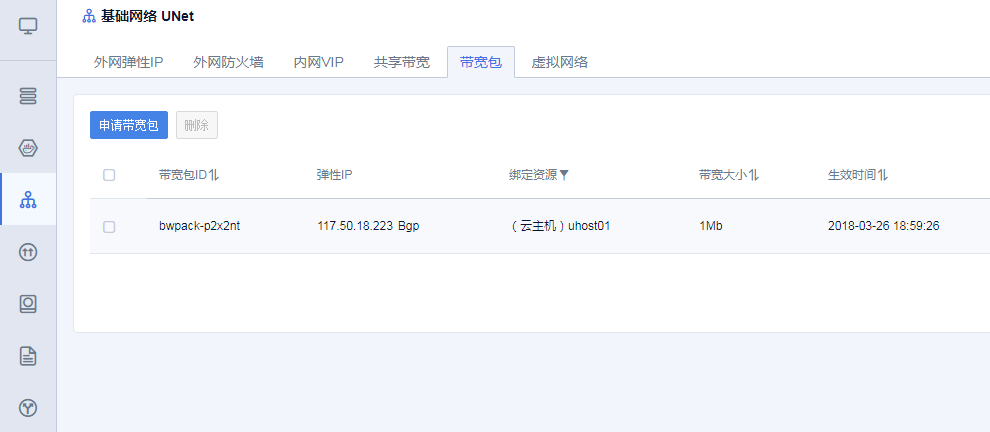 基础网络 UNet
外网弹性IP 外网防火墙 内网VIP 共享带宽 带宽包 虚拟网络
申请带宽包 删除
带宽包ID 弹性IP 绑定资源 带宽大小 生效时间
bwpack-p2x2nt 117.50.18.223 Bgp （云主机）uhost01 1Mb 2018-03-26 18:59:26